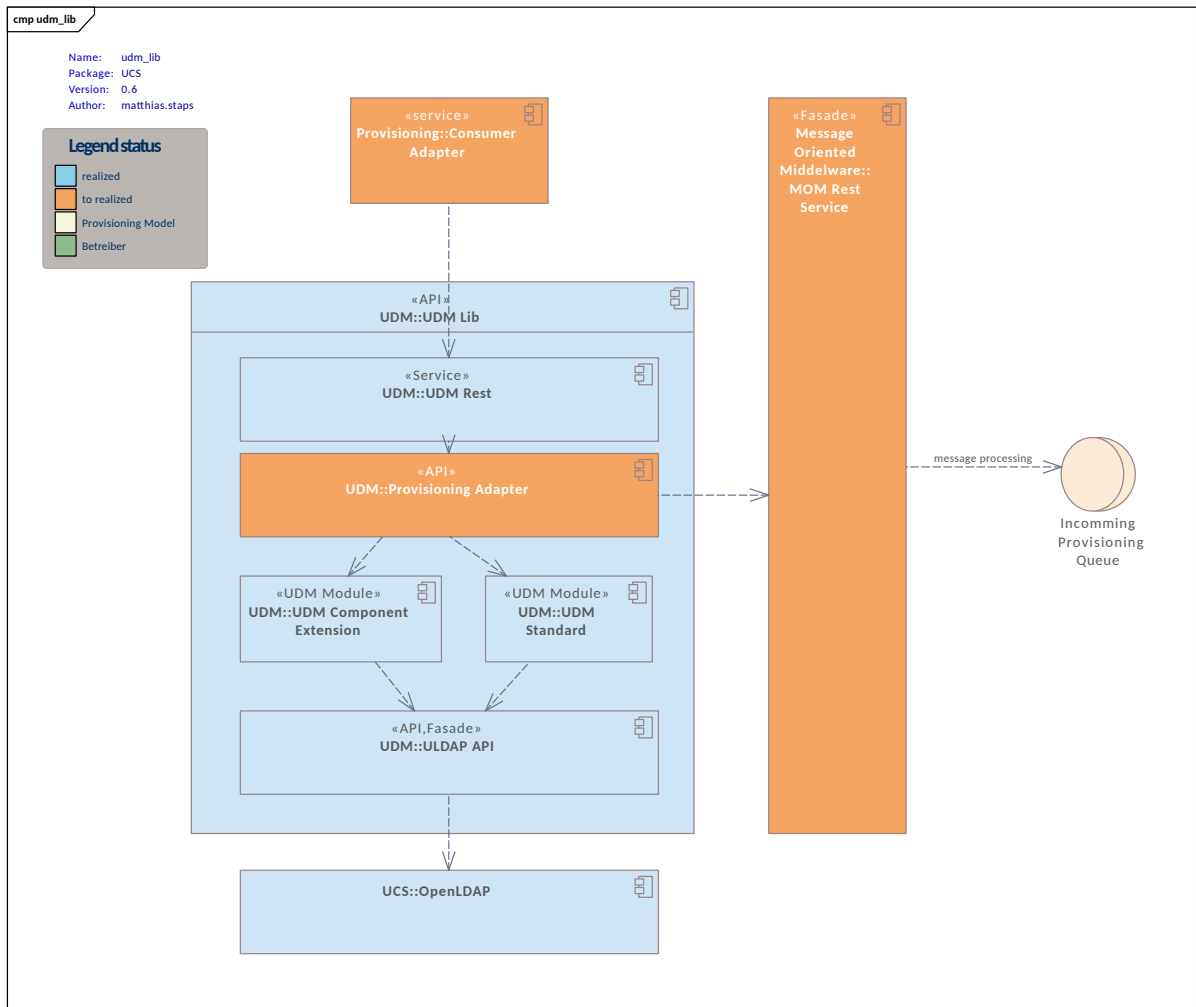 cmp udm_lib
Name: udm_lib
Package: UCS
Version: 0.6
Author: matthias.staps
Legend status
realized
to realized
Provisioning Model
Betreiber
«service»
Provisioning::Consumer
Adapter
«Fasade»
Message
Oriented
Middelware::
MOM Rest
Service
«API»
UDM::UDM Lib
«Service»
UDM::UDM Rest
«API»
UDM::Provisioning Adapter
message processing
Incomming
Provisioning
Queue
«UDM Module»
UDM::UDM Component
Extension
«UDM Module»
UDM::UDM
Standard
«API,Fasade»
UDM::ULDAP API
UCS::OpenLDAP